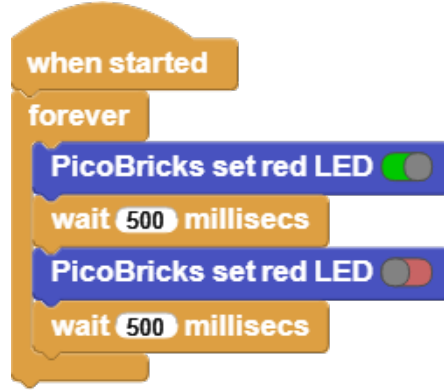 when started
forever
PicoBricks set red LED
wait 500 millisecs
PicoBricks set red LED
wait 500 millisecs